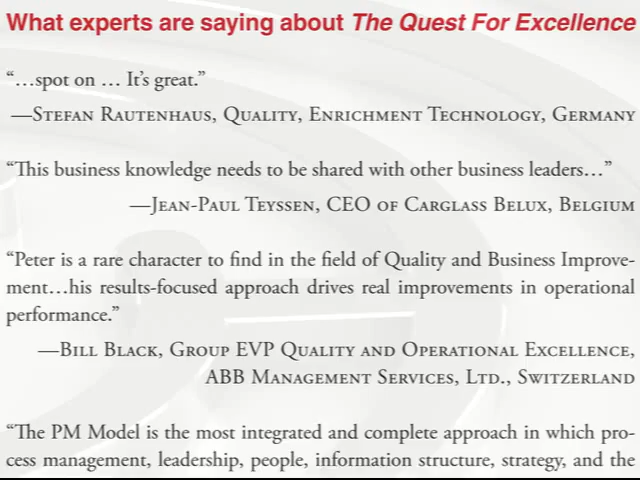 What experts are saying about The Quest For Excellence
“…spot on … It’s great.”
—Stefan Rautenhaus, Quality, Enrichment Technology, Germany
“This business knowledge needs to be shared with other business leaders…”
—Jean-Paul Teyssen, CEO of Carglass Belux, Belgium
“Peter is a rare character to find in the field of Quality and Business Improve-
ment…his results-focused approach drives real improvements in operational
performance.”
—Bill Black, Group EVP Quality and Operational Excellence,
ABB Management Services, Ltd., Switzerland
“The PM Model is the most integrated and complete approach in which pro-
cess management, leadership, people, information structure, strategy, and the